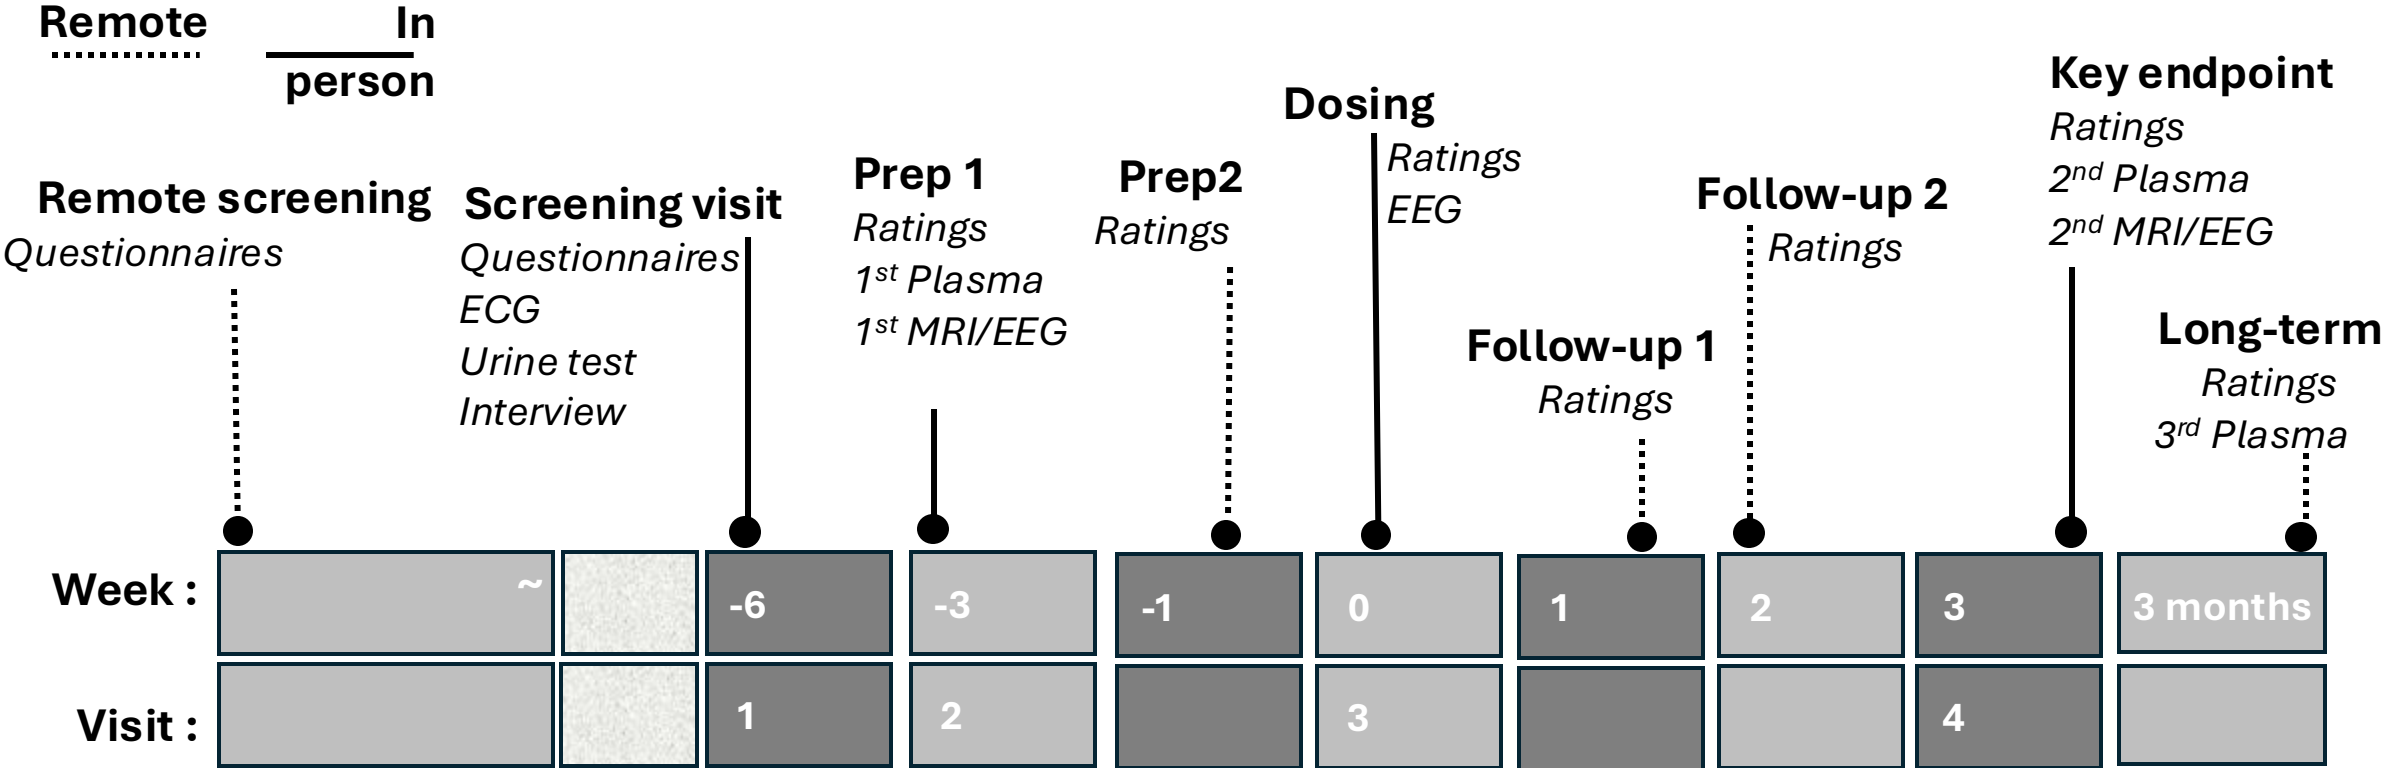 Remote
In
person
Remote screening
Questionnaires
Screening visit
Questionnaires
ECG
Urine test
Interview
Prep 1
Ratings
1st Plasma
1st MRI/EEG
Prep2
Ratings
Dosing
Ratings
EEG
Follow-up 1
Ratings
Follow-up 2
Ratings
Key endpoint
Ratings
2nd Plasma
2nd MRI/EEG
Long-term
Ratings
3rd Plasma
Week : ~ -6 -3 -1 0 1 2 3 3 months
Visit : 1 2 3 4